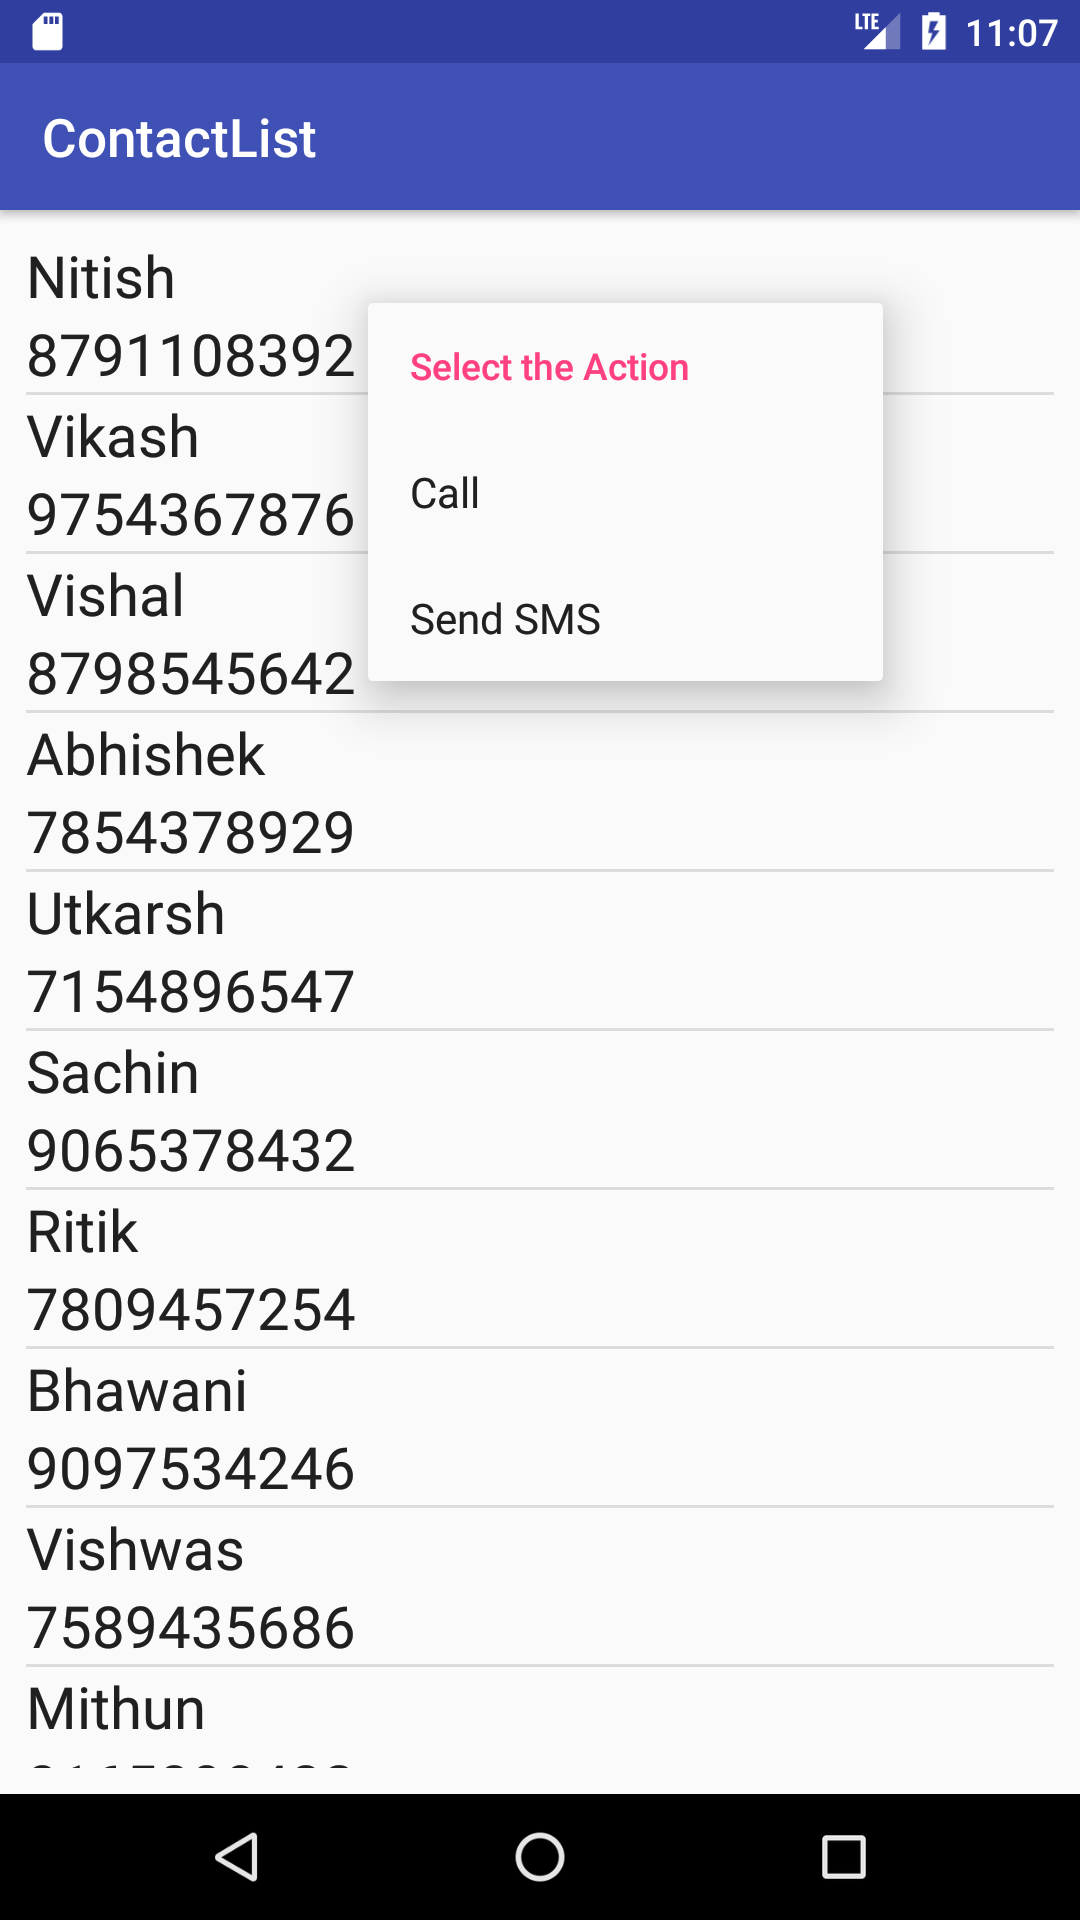 LTE 11:07
ContactList
Nitish
8791108392
Select the Action
Call
Send SMS
Vikash
9754367876
Vishal
8798545642
Abhishek
7854378929
Utkarsh
7154896547
Sachin
9065378432
Ritik
7809457254
Bhawani
9097534246
Vishwas
7589435686
Mithun